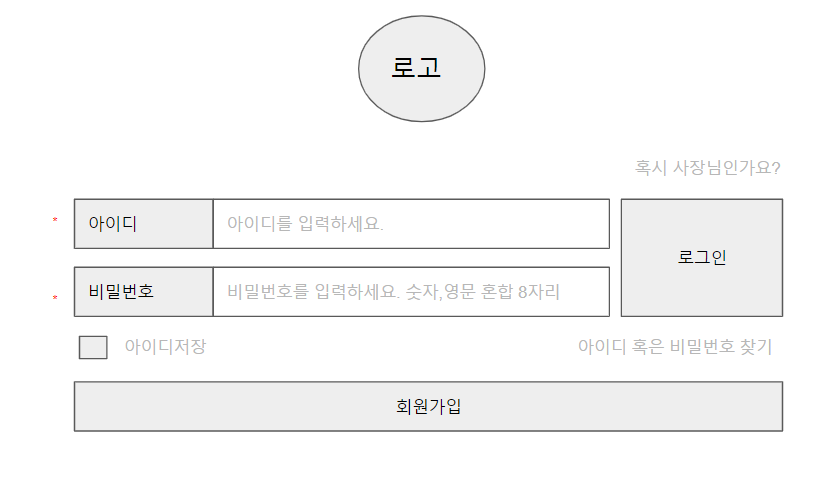 로고
혹시 사장님인가요?
* 아이디 아이디를 입력하세요.
로그인
* 비밀번호 비밀번호를 입력하세요. 숫자,영문 혼합 8자리
아이디저장 아이디 혹은 비밀번호 찾기
회원가입